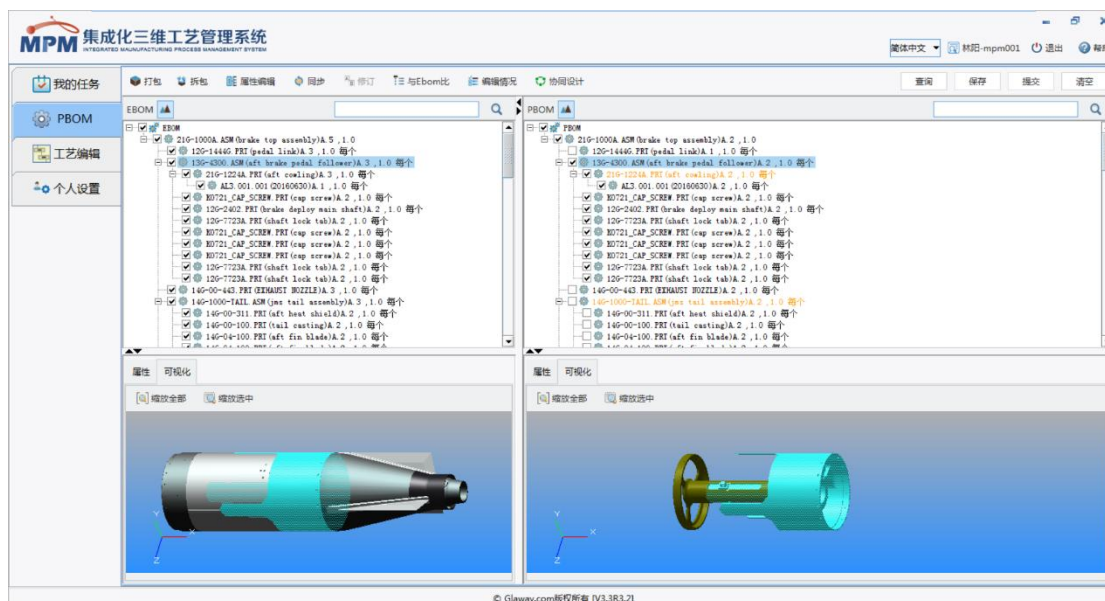 MPM 集成化三维工艺管理系统
INTEGRATED MAUNUFACTURING PROCESS MANAGEMENT SYSTEM
简体中文 林阳-mpm001 退出
我的任务
PBOM
工艺编辑
个人设置
打包 拆包 属性编辑 同步 修订 与Ebom比 编辑情况 协同设计 查询 保存 提交 清空
EBOM
EBOM
21G-1000A.ASM(brake top assembly)A.5 ,1.0
12G-1444G.PRT(pedal link)A.3 ,1.0 每个
13G-4300.ASM(aft brake pedal follower)A.3 ,1.0 每个
21G-1224A.PRT(aft cowling)A.3 ,1.0 每个
AL3.001.001(20160630)A.1 ,1.0 每个
K0721_CAP_SCREW.PRT(cap screw)A.2 ,1.0 每个
12G-2402.PRT(brake deploy main shaft)A.2 ,1.0 每个
12G-7723A.PRT(shaft lock tab)A.2 ,1.0 每个
K0721_CAP_SCREW.PRT(cap screw)A.2 ,1.0 每个
K0721_CAP_SCREW.PRT(cap screw)A.2 ,1.0 每个
K0721_CAP_SCREW.PRT(cap screw)A.2 ,1.0 每个
12G-7723A.PRT(shaft lock tab)A.2 ,1.0 每个
12G-7723A.PRT(shaft lock tab)A.2 ,1.0 每个
14G-00-443.PRT(EXHAUST NOZZLE)A.3 ,1.0 每个
14G-1000-TAIL.ASM(jms tail assembly)A.3 ,1.0 每个
14G-00-311.PRT(aft heat shield)A.2 ,1.0 每个
14G-00-100.PRT(tail casting)A.2 ,1.0 每个
14G-04-100.PRT(aft fin blade)A.2 ,1.0 每个
PBOM
PBOM
21G-1000A.ASM(brake top assembly)A.2 ,1.0
12G-1444G.PRT(pedal link)A.1 ,1.0 每个
13G-4300.ASM(aft brake pedal follower)A.2 ,1.0 每个
21G-1224A.PRT(aft cowling)A.2 ,1.0 每个
AL3.001.001(20160630)A.2 ,1.0 每个
K0721_CAP_SCREW.PRT(cap screw)A.2 ,1.0 每个
12G-2402.PRT(brake deploy main shaft)A.2 ,1.0 每个
12G-7723A.PRT(shaft lock tab)A.2 ,1.0 每个
K0721_CAP_SCREW.PRT(cap screw)A.2 ,1.0 每个
K0721_CAP_SCREW.PRT(cap screw)A.2 ,1.0 每个
K0721_CAP_SCREW.PRT(cap screw)A.2 ,1.0 每个
12G-7723A.PRT(shaft lock tab)A.2 ,1.0 每个
12G-7723A.PRT(shaft lock tab)A.2 ,1.0 每个
14G-00-443.PRT(EXHAUST NOZZLE)A.2 ,1.0 每个
14G-1000-TAIL.ASM(jms tail assembly)A.2 ,1.0 每个
14G-00-311.PRT(aft heat shield)A.2 ,1.0 每个
14G-00-100.PRT(tail casting)A.2 ,1.0 每个
14G-04-100.PRT(aft fin blade)A.2 ,1.0 每个
属性 可视化
缩放全部 缩放选中
Y
X
Z
属性 可视化
缩放全部 缩放选中
Y
X
Z
© Glaway.com版权所有 [V3.3R3.2]